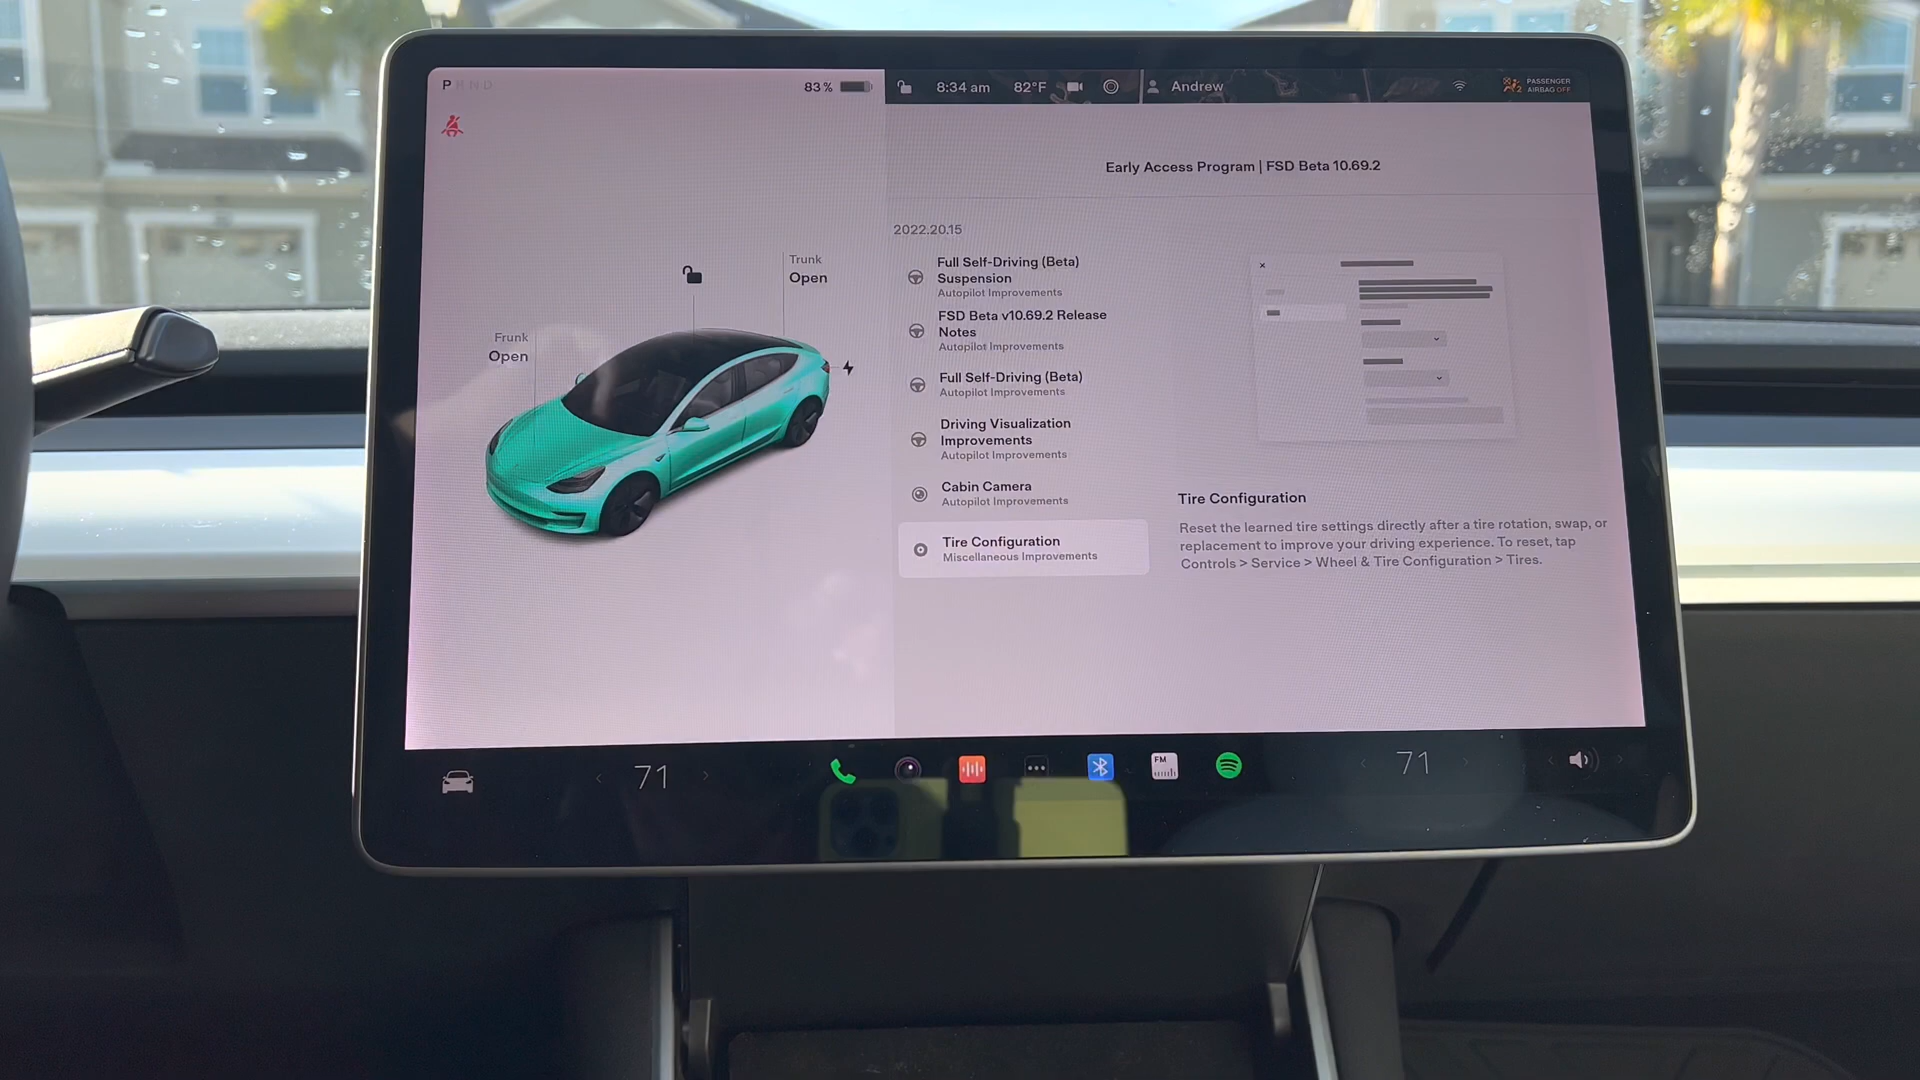 P R N D
83 %
8:34 am
82°F
Andrew
PASSENGER
AIRBAG OFF
Early Access Program | FSD Beta 10.69.2
2022.20.15
Full Self-Driving (Beta)
Suspension
Autopilot Improvements
FSD Beta v10.69.2 Release
Notes
Autopilot Improvements
Full Self-Driving (Beta)
Autopilot Improvements
Driving Visualization
Improvements
Autopilot Improvements
Cabin Camera
Autopilot Improvements
Tire Configuration
Miscellaneous Improvements
Trunk
Open
Frunk
Open
Tire Configuration
Reset the learned tire settings directly after a tire rotation, swap, or
replacement to improve your driving experience. To reset, tap
Controls > Service > Wheel & Tire Configuration > Tires.
71
FM
71